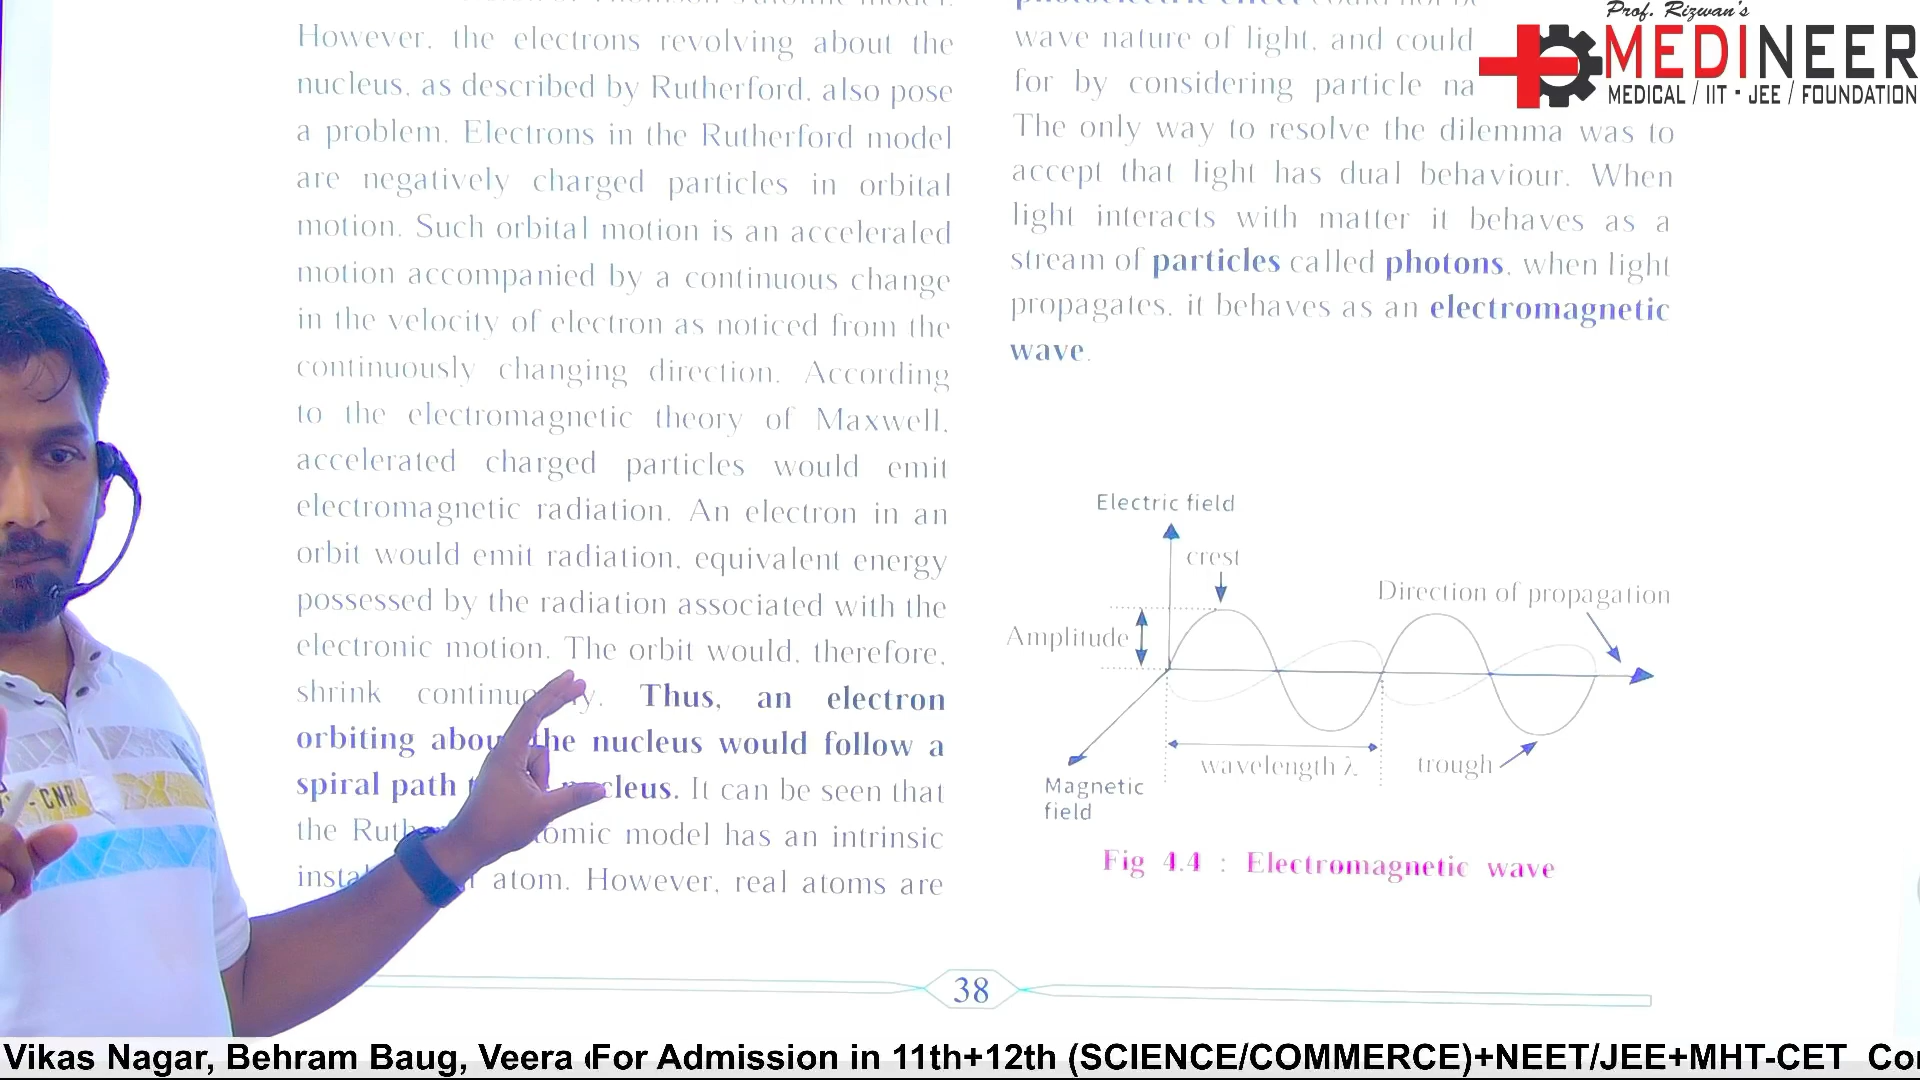 However, the electrons revolving about the
nucleus, as described by Rutherford, also pose
a problem. Electrons in the Rutherford model
are negatively charged particles in orbital
motion. Such orbital motion is an accelerated
motion accompanied by a continuous change
in the velocity of electron as noticed from the
continuously changing direction. According
to the electromagnetic theory of Maxwell,
accelerated charged particles would emit
electromagnetic radiation. An electron in an
orbit would emit radiation, equivalent energy
possessed by the radiation associated with the
electronic motion. The orbit would, therefore,
shrink Thus, an electron
orbiting the nucleus would follow a
spiral path
It can be seen that
the model has an intrinsic
atom. However, real atoms are
wave nature of light, and could
for by considering particle na
The only way to resolve the dilemma was to
accept that light has dual behaviour. When
light interacts with matter it behaves as a
stream of particles called photons, when light
propagates, it behaves as an electromagnetic
wave.
Electric field
crest
Direction of propagation
Amplitude
wavelength λ
trough
Magnetic
field
Fig 4.4 : Electromagnetic wave
38
Prof. Rizwan's
MEDINEER
MEDICAL / IIT - JEE / FOUNDATION
CNR
Vikas Nagar, Behram Baug, Veera For Admission in 11th+12th (SCIENCE/COMMERCE)+NEET/JEE+MHT-CET